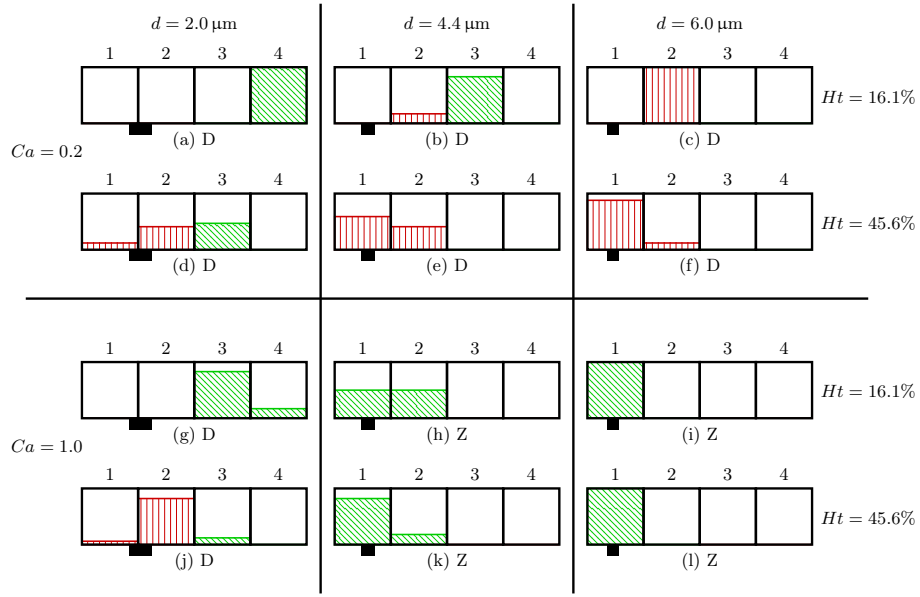 d = 2.0 µm d = 4.4 µm d = 6.0 µm
1 2 3 4 1 2 3 4 1 2 3 4
Ht = 16.1%
(a) D (b) D (c) D
Ca = 0.2
1 2 3 4 1 2 3 4 1 2 3 4
Ht = 45.6%
(d) D (e) D (f) D
1 2 3 4 1 2 3 4 1 2 3 4
Ht = 16.1%
(g) D (h) Z (i) Z
Ca = 1.0
1 2 3 4 1 2 3 4 1 2 3 4
Ht = 45.6%
(j) D (k) Z (l) Z